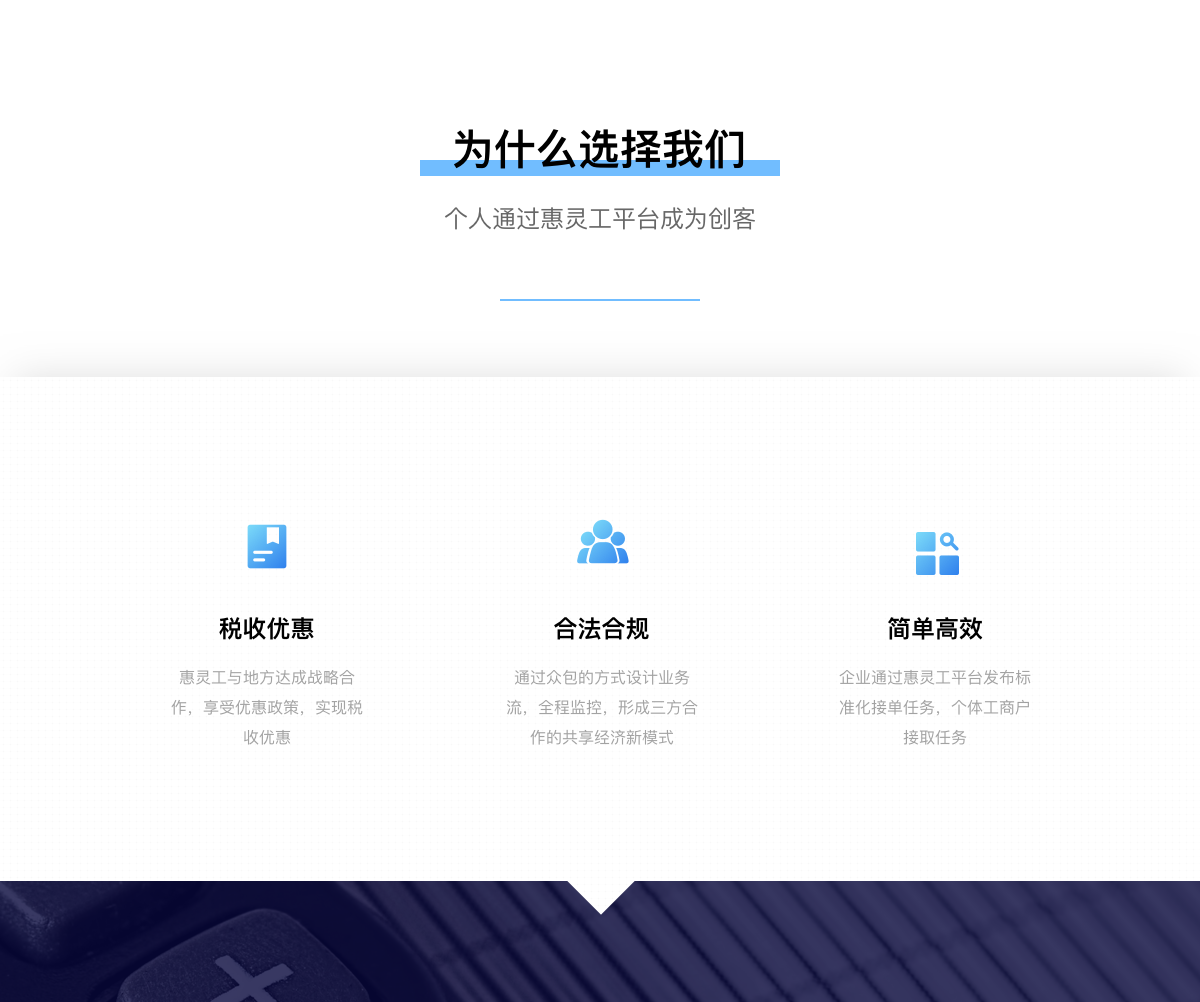 为什么选择我们
个人通过惠灵工平台成为创客
税收优惠
惠灵工与地方达成战略合
作，享受优惠政策，实现税
收优惠
合法合规
通过众包的方式设计业务
流，全程监控，形成三方合
作的共享经济新模式
简单高效
企业通过惠灵工平台发布标
准化接单任务，个体工商户
接取任务